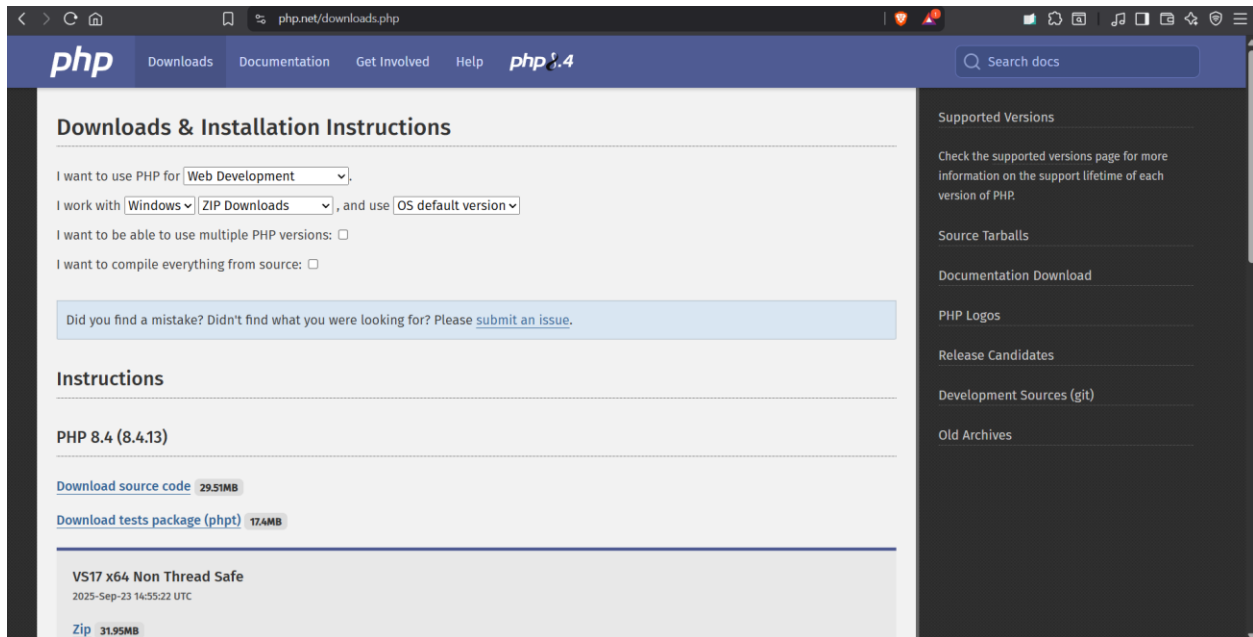 php.net/downloads.php
php Downloads Documentation Get Involved Help php8.4 Search docs
Downloads & Installation Instructions
I want to use PHP for Web Development.
I work with Windows ZIP Downloads, and use OS default version
I want to be able to use multiple PHP versions:
I want to compile everything from source:
Did you find a mistake? Didn't find what you were looking for? Please submit an issue.
Instructions
PHP 8.4 (8.4.13)
Download source code 29.51MB
Download tests package (phpt) 17.4MB
VS17 x64 Non Thread Safe
2025-Sep-23 14:55:22 UTC
Zip 31.95MB
Supported Versions
Check the supported versions page for more
information on the support lifetime of each
version of PHP.
Source Tarballs
Documentation Download
PHP Logos
Release Candidates
Development Sources (git)
Old Archives